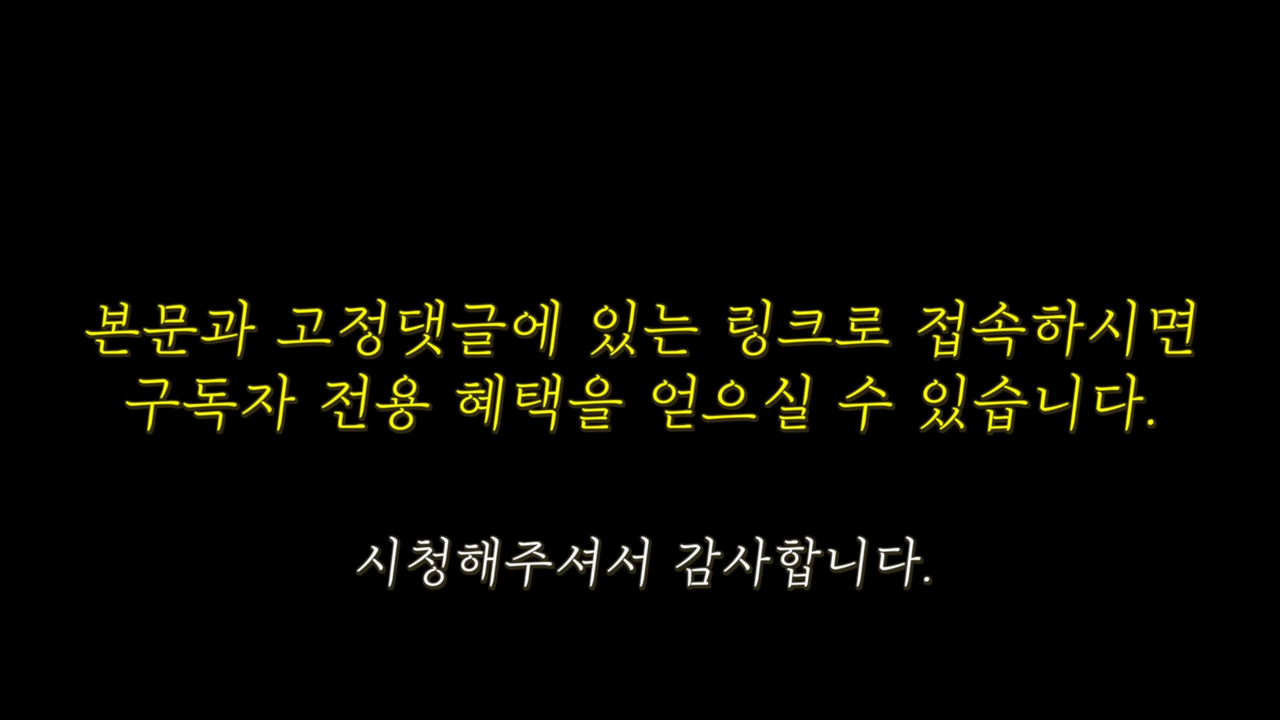 본문과 고정댓글에 있는 링크로 접속하시면
구독자 전용 혜택을 얻으실 수 있습니다.
시청해주셔서 감사합니다.